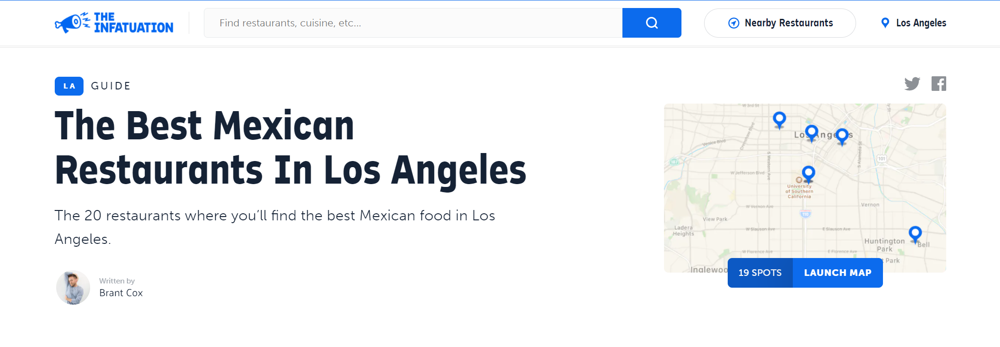 THE
INFATUATION
Find restaurants, cuisine, etc...
Nearby Restaurants
Los Angeles
LA GUIDE
The Best Mexican
Restaurants In Los Angeles
The 20 restaurants where you’ll find the best Mexican food in Los
Angeles.
Written by
Brant Cox
W 3rd St
Los Angeles
Venice Blvd
Crenshaw Blvd
S Western Ave
S Alameda St
101
187
W Jefferson Blvd
University
of Southern
California
W Vernon Ave
Vernon
110
View Park
Ladera
Heights
W Slauson Ave
E Slauson Ave
Huntington
Park
Bell
W Florence Ave
E Florence Ave
Park
Inglewoo
19 SPOTS
LAUNCH MAP